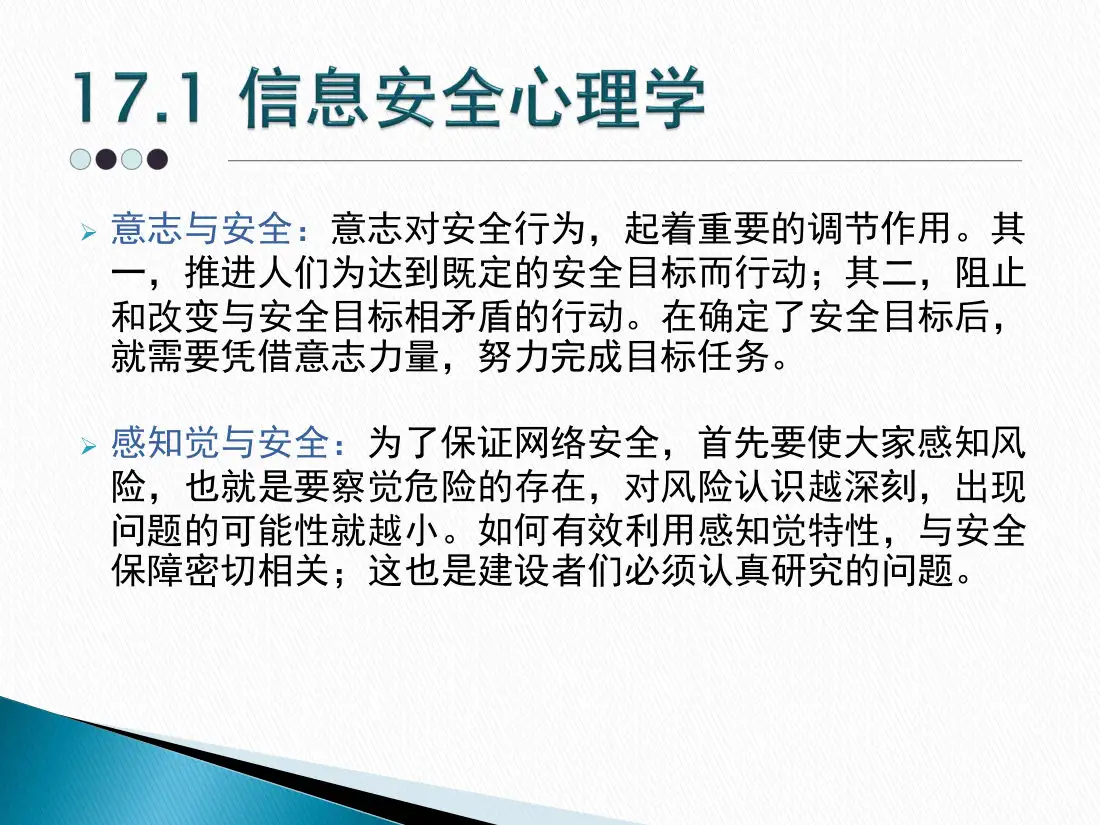 17.1 信息安全心理学
意志与安全：意志对安全行为，起着重要的调节作用。其
一，推进人们为达到既定的安全目标而行动；其二，阻止
和改变与安全目标相矛盾的行动。在确定了安全目标后，
就需要凭借意志力量，努力完成目标任务。
感知觉与安全：为了保证网络安全，首先要使大家感知风
险，也就是要察觉危险的存在，对风险认识越深刻，出现
问题的可能性就越小。如何有效利用感知觉特性，与安全
保障密切相关；这也是建设者们必须认真研究的问题。